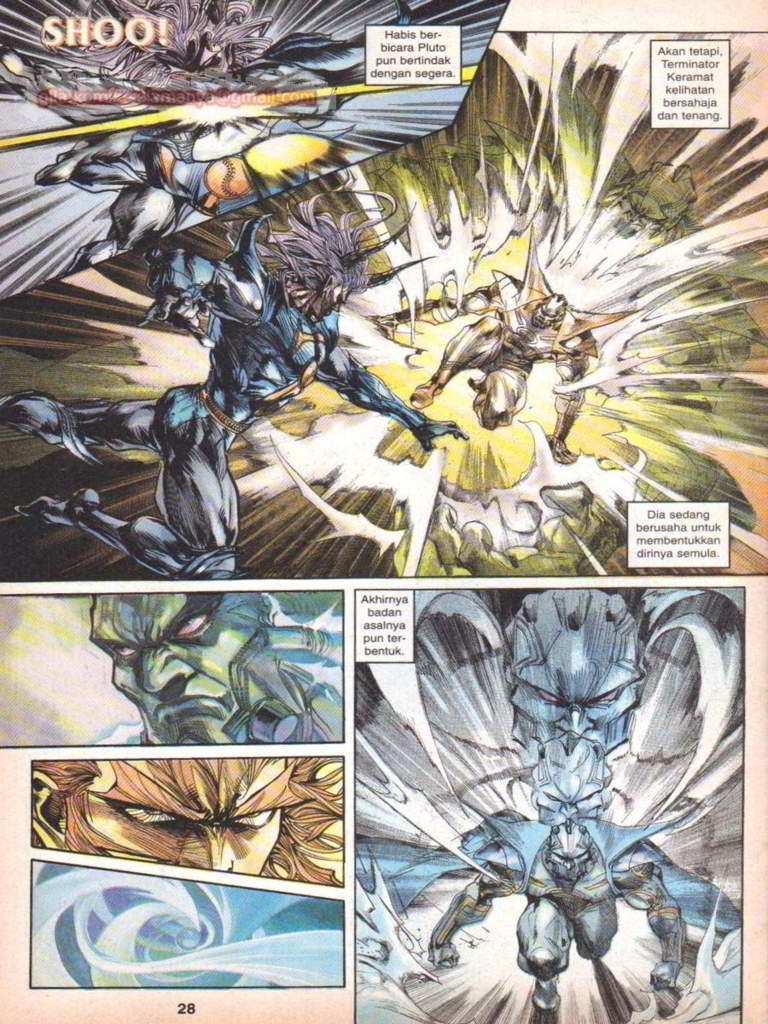 SHOO!
Habis ber-
bicara Pluto
pun bertindak
dengan segera.
Akan tetapi,
Terminator
Keramat
kelihatan
bersahaja
dan tenang.
Dia sedang
berusaha untuk
membentukkan
dirinya semula.
Akhirnya
badan
asalnya
pun ter-
bentuk.
28